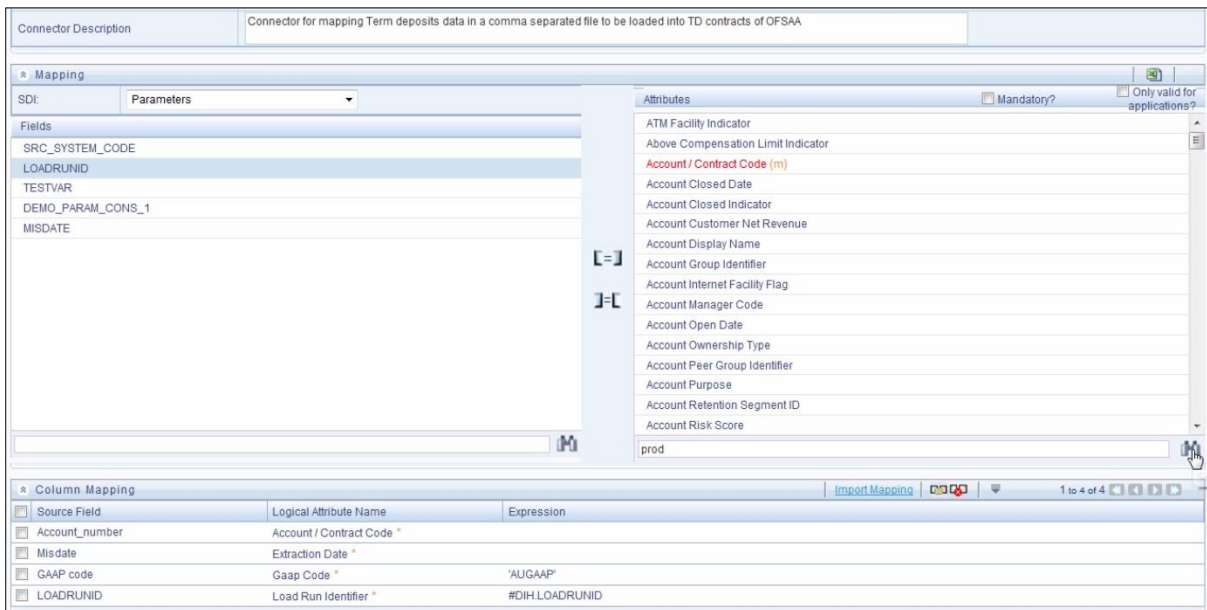 Connector Description
Connector for mapping Term deposits data in a comma separated file to be loaded into TD contracts of OFSAA
Mapping
SDI: Parameters
Fields
SRC_SYSTEM_CODE
LOADRUNID
TESTVAR
DEMO_PARAM_CONS_1
MISDATE
[=]
]=[
Attributes Mandatory? Only valid for
applications?
ATM Facility Indicator
Above Compensation Limit Indicator
Account / Contract Code (m)
Account Closed Date
Account Closed Indicator
Account Customer Net Revenue
Account Display Name
Account Group Identifier
Account Internet Facility Flag
Account Manager Code
Account Open Date
Account Ownership Type
Account Peer Group Identifier
Account Purpose
Account Retention Segment ID
Account Risk Score
prod
Column Mapping Import Mapping 1 to 4 of 4
Source Field Logical Attribute Name Expression
Account_number Account / Contract Code *
Misdate Extraction Date *
GAAP code Gaap Code * 'AUGAAP'
LOADRUNID Load Run Identifier * #DIH.LOADRUNID